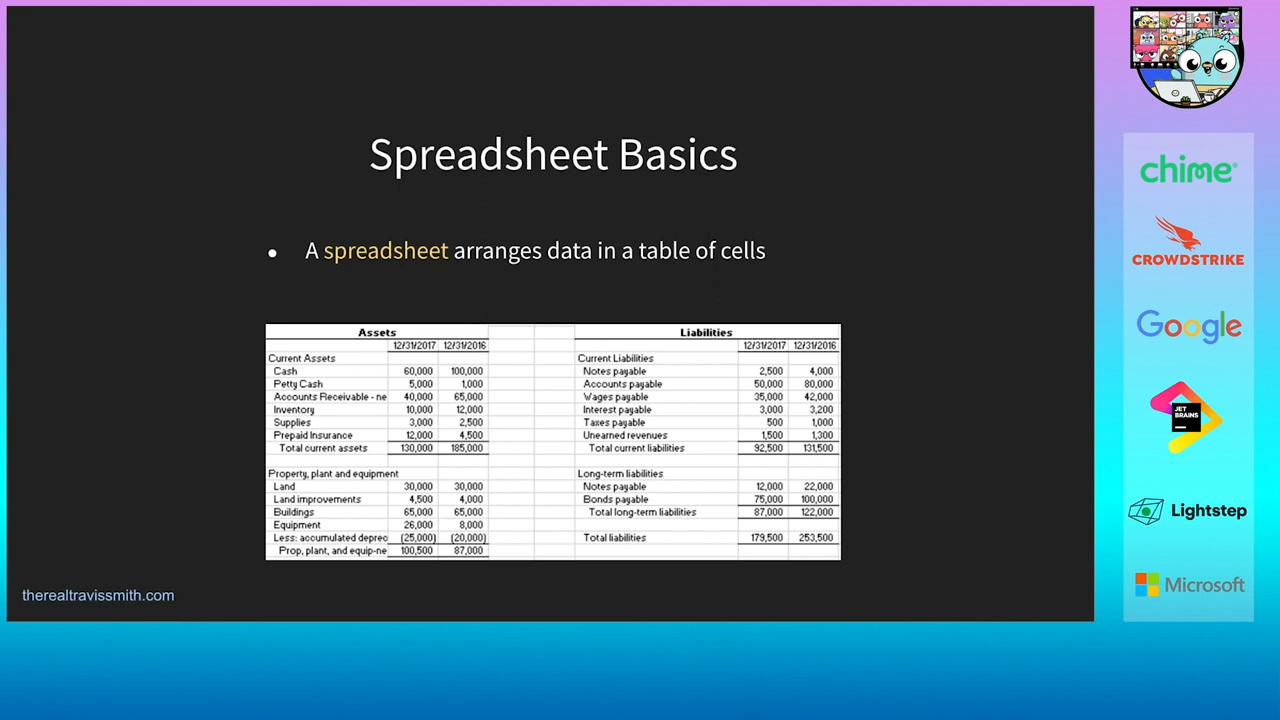 Spreadsheet Basics
● A spreadsheet arranges data in a table of cells
Assets
12/31/2017 12/31/2016
Current Assets
Cash 60,000 100,000
Petty Cash 5,000 1,000
Accounts Receivable - ne 40,000 65,000
Inventory 10,000 12,000
Supplies 3,000 2,500
Prepaid Insurance 12,000 4,500
Total current assets 130,000 185,000
Property, plant and equipment
Land 30,000 30,000
Land improvements 4,500 4,000
Buildings 65,000 65,000
Equipment 26,000 8,000
Less: accumulated deprec (25,000) (20,000)
Prop, plant, and equip-ne 100,500 87,000
Liabilities
12/31/2017 12/31/2016
Current Liabilities
Notes payable 2,500 4,000
Accounts payable 50,000 80,000
Wages payable 35,000 42,000
Interest payable 3,000 3,200
Taxes payable 500 1,000
Unearned revenues 1,500 1,300
Total current liabilities 92,500 131,500
Long-term liabilities
Notes payable 12,000 22,000
Bonds payable 75,000 100,000
Total long-term liabilities 87,000 122,000
Total liabilities 179,500 253,500
therealtravissmith.com
chime®
CROWDSTRIKE
Google
JET
BRAINS
Lightstep
Microsoft